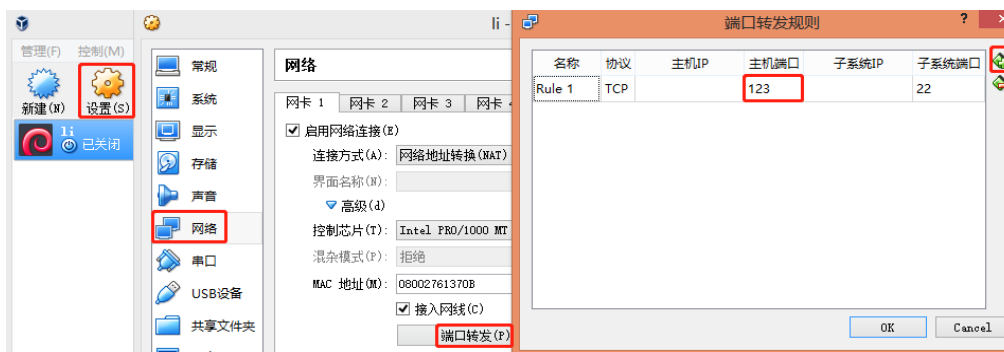 li -
管理(F) 控制(M)
新建(N) 设置(S)
li
已关闭
常规
系统
显示
存储
声音
网络
串口
USB设备
共享文件夹
网络
网卡 1 网卡 2 网卡 3 网卡 4
启用网络连接(E)
连接方式(A): 网络地址转换(NAT)
界面名称(N):
高级(d)
控制芯片(T): Intel PRO/1000 MT
混杂模式(P): 拒绝
MAC 地址(M): 08002761370B
接入网线(C)
端口转发(P)
端口转发规则 ?
名称 协议 主机IP 主机端口 子系统IP 子系统端口
Rule 1 TCP 123 22
OK Cancel